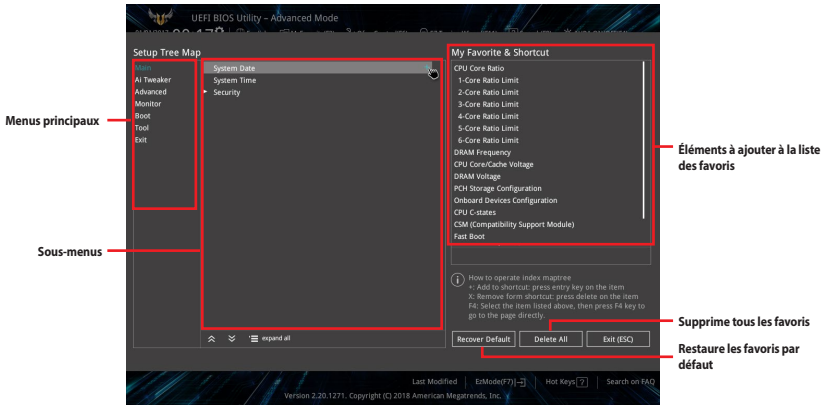 UEFI BIOS Utility – Advanced Mode
Setup Tree Map
My Favorite & Shortcut
Main
Ai Tweaker
Advanced
Monitor
Boot
Tool
Exit
System Date
System Time
Security
CPU Core Ratio
1-Core Ratio Limit
2-Core Ratio Limit
3-Core Ratio Limit
4-Core Ratio Limit
5-Core Ratio Limit
6-Core Ratio Limit
DRAM Frequency
CPU Core/Cache Voltage
DRAM Voltage
PCH Storage Configuration
Onboard Devices Configuration
CPU C-states
CSM (Compatibility Support Module)
Fast Boot
Menus principaux
Sous-menus
Éléments à ajouter à la liste
des favoris
How to operate index maptree
+: Add to shortcut: press entry key on the item
X: Remove form shortcut: press delete on the item
F4: Select the item listed above, then press F4 key to
go to the page directly.
expand all
Recover Default
Delete All
Exit (ESC)
Supprime tous les favoris
Restaure les favoris par
défaut
Last Modified
EzMode(F7)
Hot Keys ?
Search on FAQ
Version 2.20.1271. Copyright (C) 2018 American Megatrends, Inc.